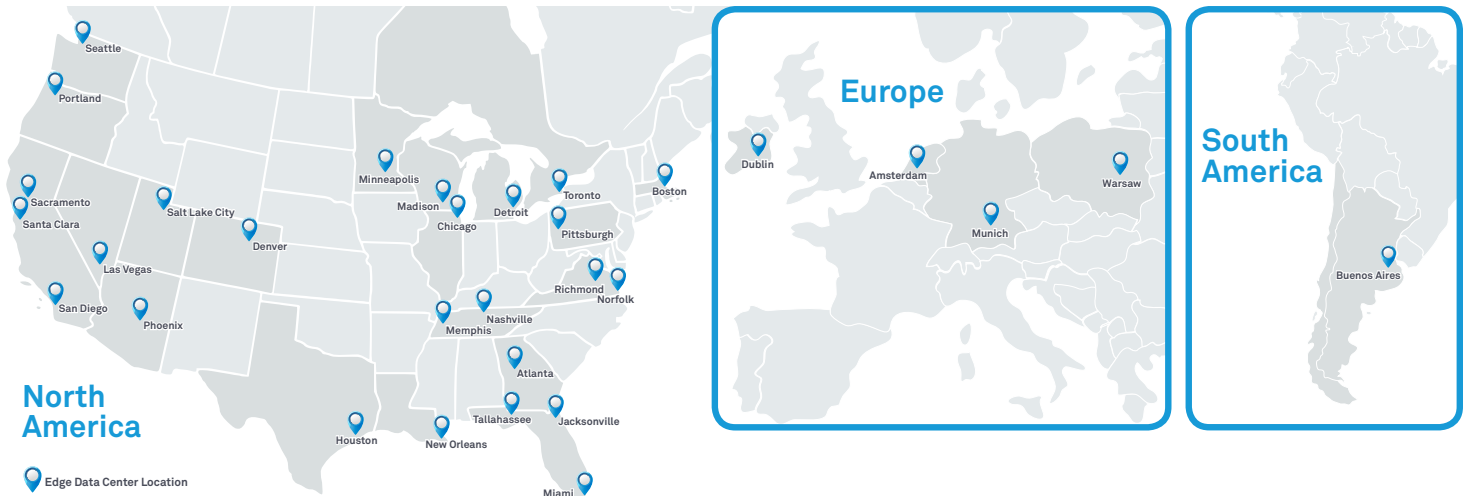 Seattle
Portland
Sacramento
Santa Clara
Salt Lake City
Denver
Las Vegas
San Diego
Phoenix
Minneapolis
Madison
Chicago
Detroit
Toronto
Boston
Pittsburgh
Richmond
Norfolk
Nashville
Memphis
Atlanta
Tallahassee
Jacksonville
Houston
New Orleans
Miami
North
America
Edge Data Center Location
Europe
Dublin
Amsterdam
Warsaw
Munich
South
America
Buenos Aires